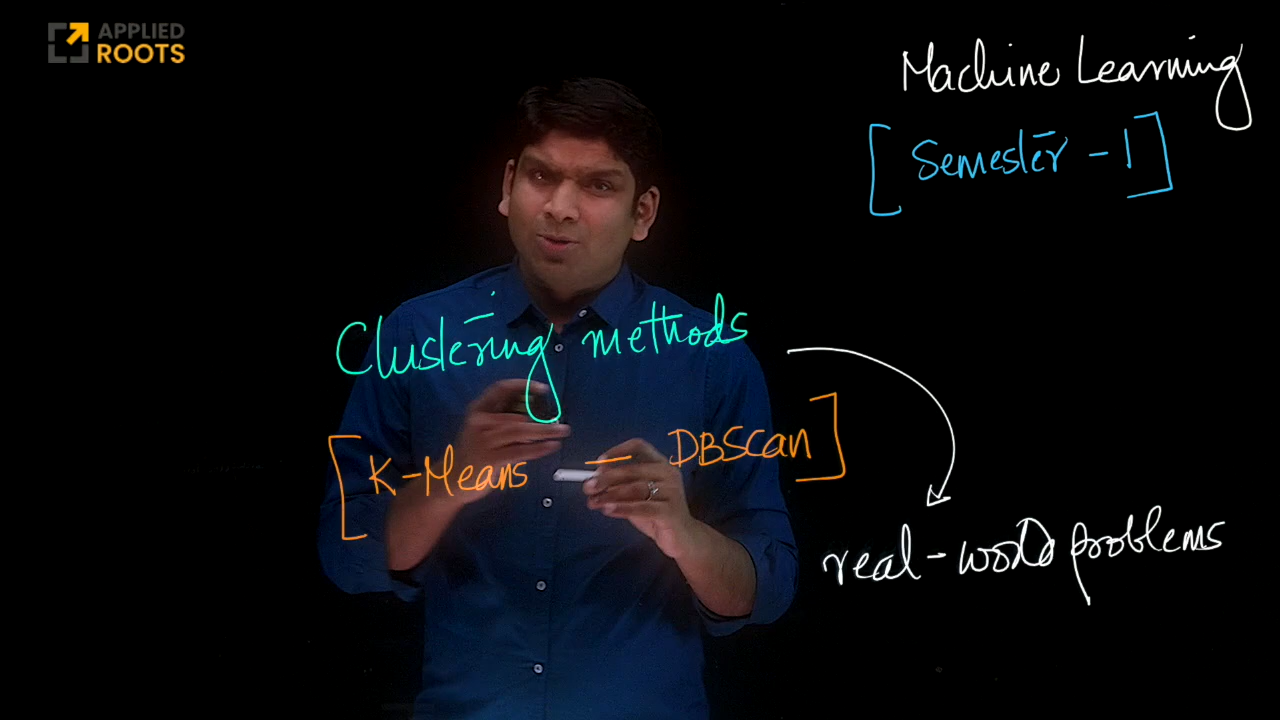 APPLIED
ROOTS
Machine Learning
[Semester - 1]
Clustering methods
[K-Means - DBScan]
real-world problems